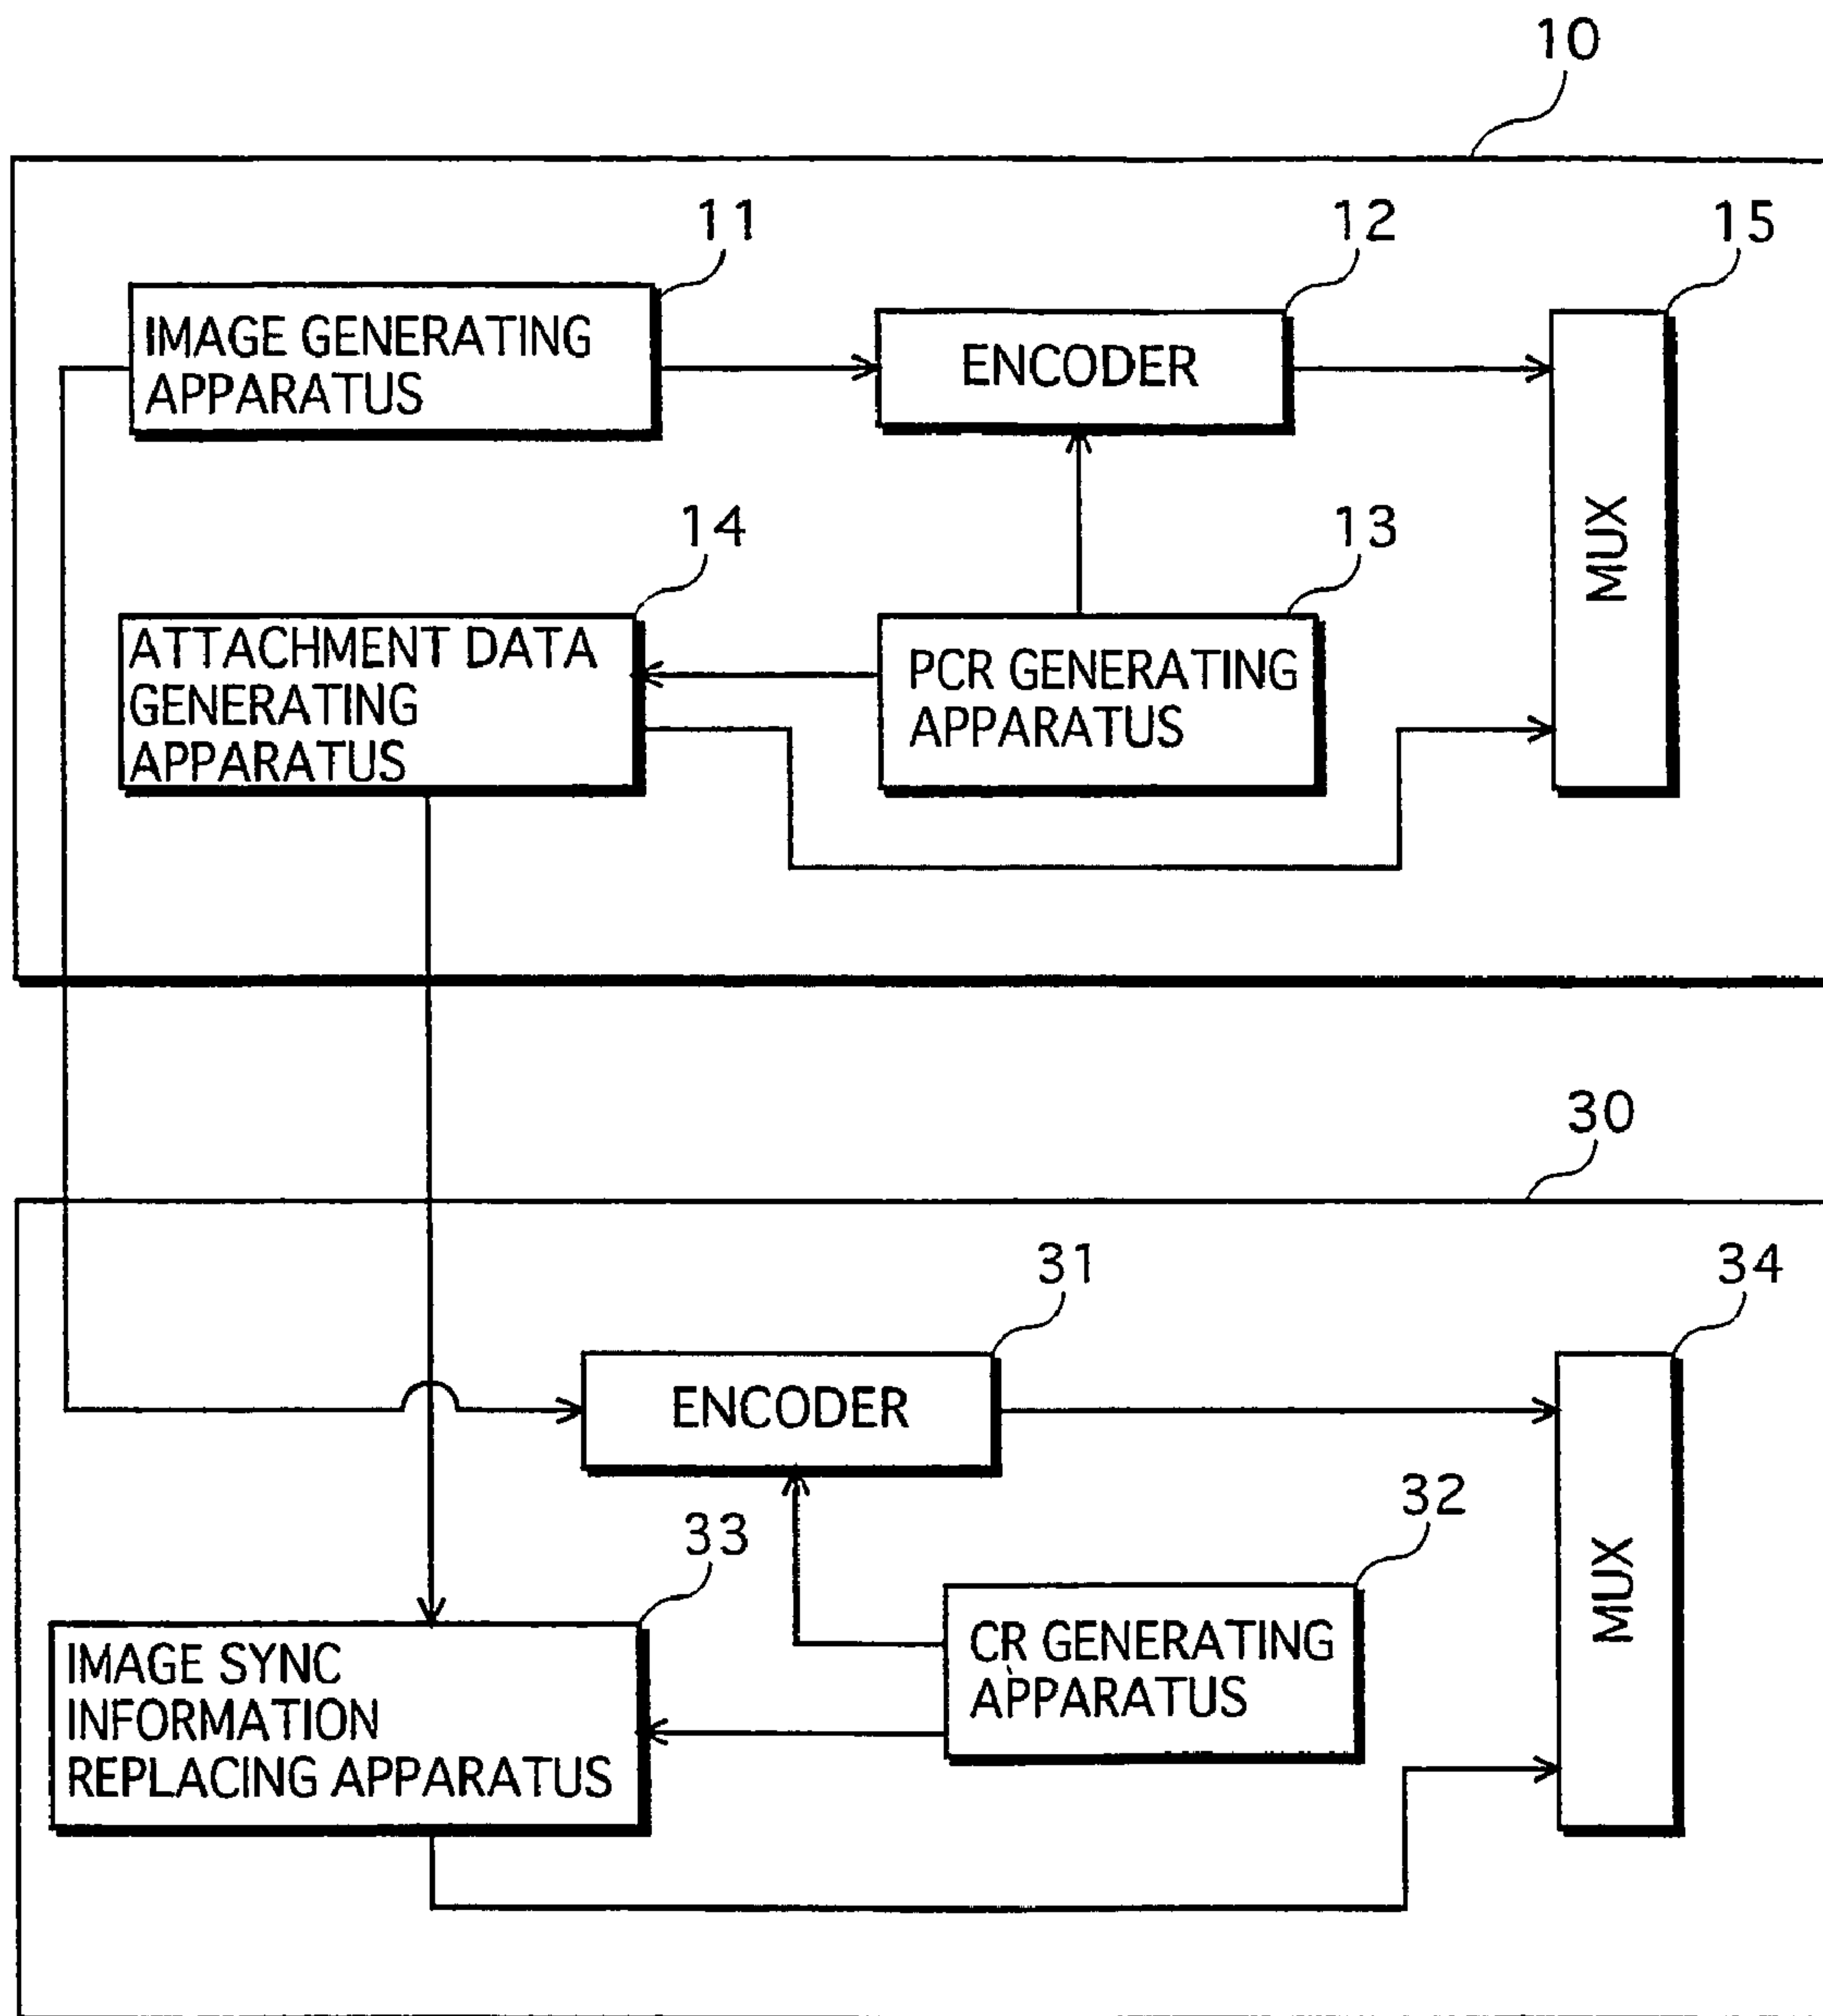 10
11
12
15
IMAGE GENERATING
APPARATUS
ENCODER
MUX
14
13
ATTACHMENT DATA
GENERATING
APPARATUS
PCR GENERATING
APPARATUS
30
31
34
ENCODER
MUX
33
32
IMAGE SYNC
INFORMATION
REPLACING APPARATUS
CR GENERATING
APPARATUS